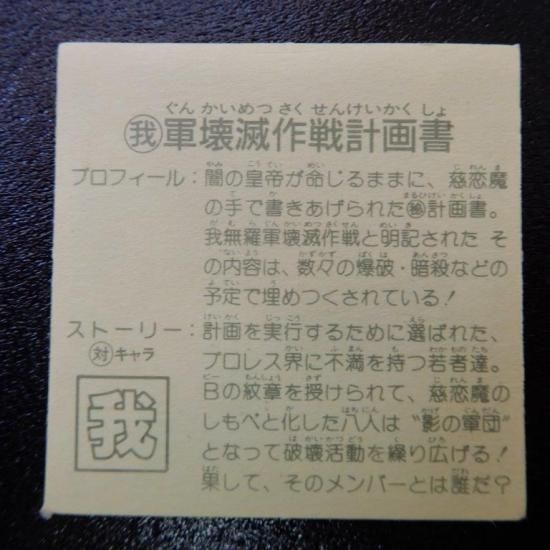 ぐん かいめつ さく せんけいかく しょ
我軍壊滅作戦計画書
プロフィール：闇の皇帝が命じるままに、慈恋魔
の手で書きあげられた㊙計画書。
我無羅軍壊滅作戦と明記された そ
の内容は、数々の爆破・暗殺などの
予定で埋めつくされている！
ストーリー：計画を実行するために選ばれた、
対キャラ プロレス界に不満を持つ若者達。
Bの紋章を授けられて、慈恋魔の
しもべと化した八人は“影の軍団”
となって破壊活動を繰り広げる！
果して、そのメンバーとは誰だ？
我